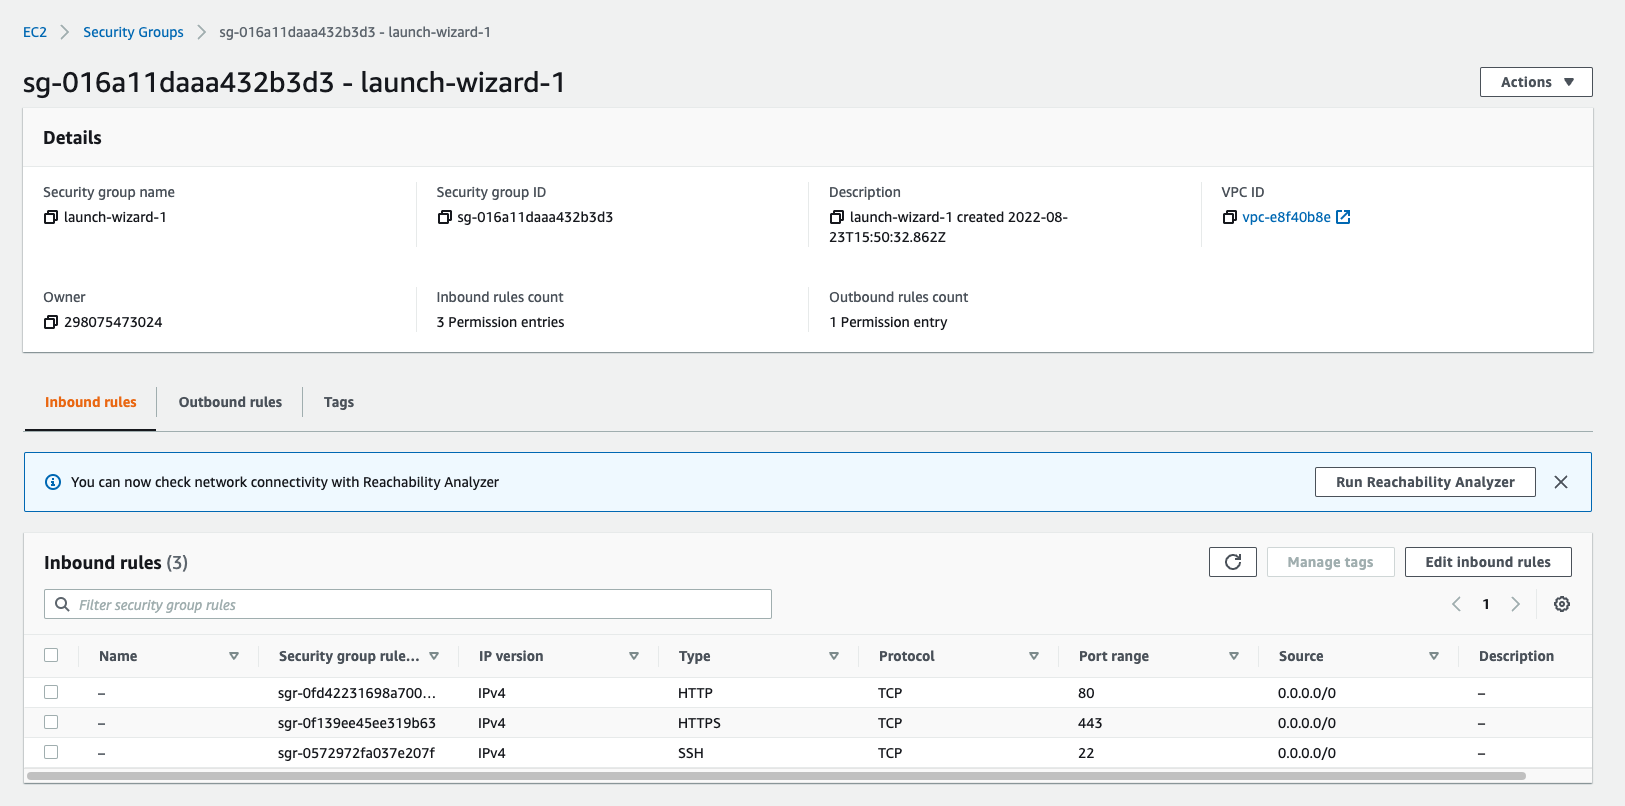 EC2 > Security Groups > sg-016a11daaa432b3d3 - launch-wizard-1
sg-016a11daaa432b3d3 - launch-wizard-1
Actions
Details
Security group name
launch-wizard-1
Security group ID
sg-016a11daaa432b3d3
Description
launch-wizard-1 created 2022-08-
23T15:50:32.862Z
VPC ID
vpc-e8f40b8e
Owner
298075473024
Inbound rules count
3 Permission entries
Outbound rules count
1 Permission entry
Inbound rules Outbound rules Tags
You can now check network connectivity with Reachability Analyzer Run Reachability Analyzer
Inbound rules (3) Manage tags Edit inbound rules
Filter security group rules 1
Name Security group rule... IP version Type Protocol Port range Source Description
– sgr-0fd42231698a700... IPv4 HTTP TCP 80 0.0.0.0/0 –
– sgr-0f139ee45ee319b63 IPv4 HTTPS TCP 443 0.0.0.0/0 –
– sgr-0572972fa037e207f IPv4 SSH TCP 22 0.0.0.0/0 –